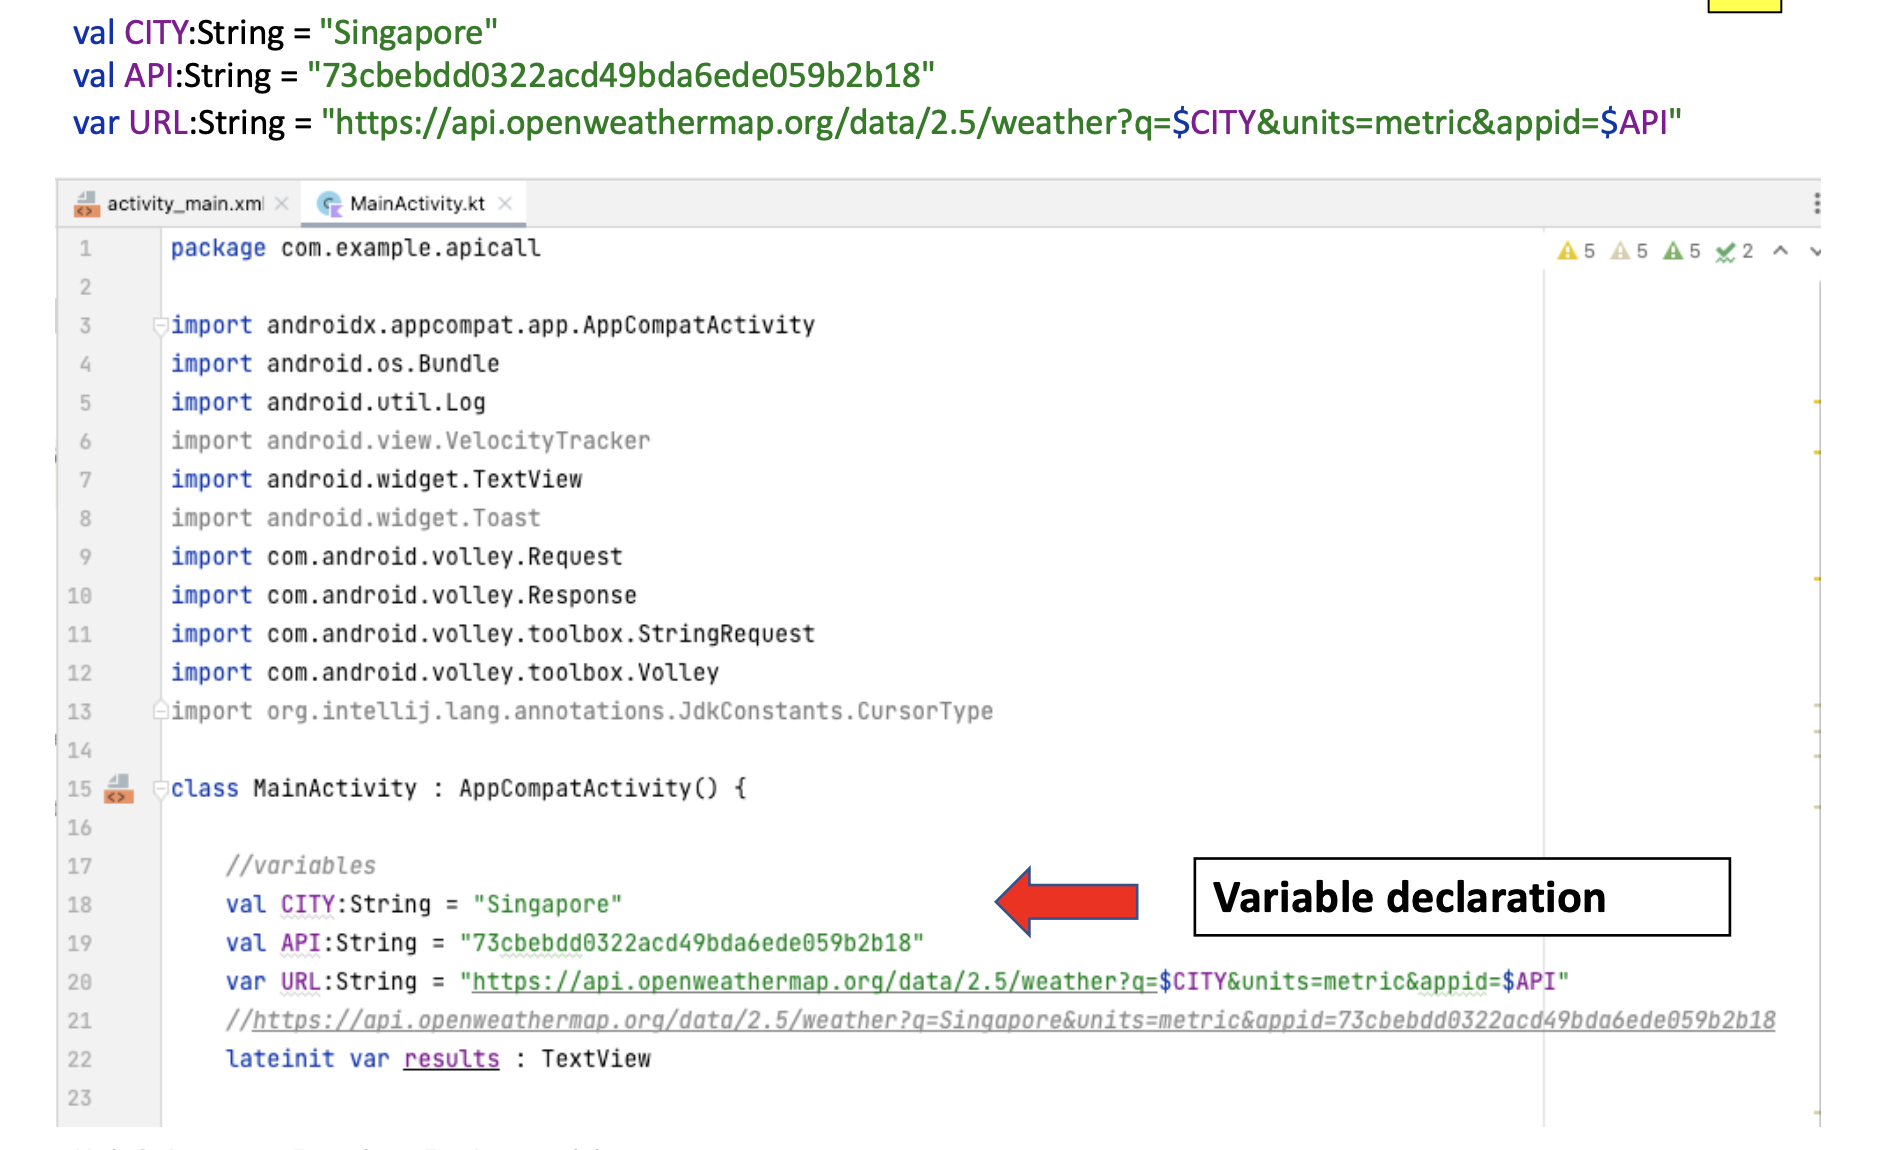 val CITY:String = "Singapore"
val API:String = "73cbebdd0322acd49bda6ede059b2b18"
var URL:String = "https://api.openweathermap.org/data/2.5/weather?q=$CITY&units=metric&appid=$API"
activity_main.xml MainActivity.kt
1 package com.example.apicall 5 5 5 2
2
3 import androidx.appcompat.app.AppCompatActivity
4 import android.os.Bundle
5 import android.util.Log
6 import android.view.VelocityTracker
7 import android.widget.TextView
8 import android.widget.Toast
9 import com.android.volley.Request
10 import com.android.volley.Response
11 import com.android.volley.toolbox.StringRequest
12 import com.android.volley.toolbox.Volley
13 import org.intellij.lang.annotations.JdkConstants.CursorType
14
15 class MainActivity : AppCompatActivity() {
16
17 //variables
18 val CITY:String = "Singapore" Variable declaration
19 val API:String = "73cbebdd0322acd49bda6ede059b2b18"
20 var URL:String = "https://api.openweathermap.org/data/2.5/weather?q=$CITY&units=metric&appid=$API"
21 //https://api.openweathermap.org/data/2.5/weather?q=Singapore&units=metric&appid=73cbebdd0322acd49bda6ede059b2b18
22 lateinit var results : TextView
23